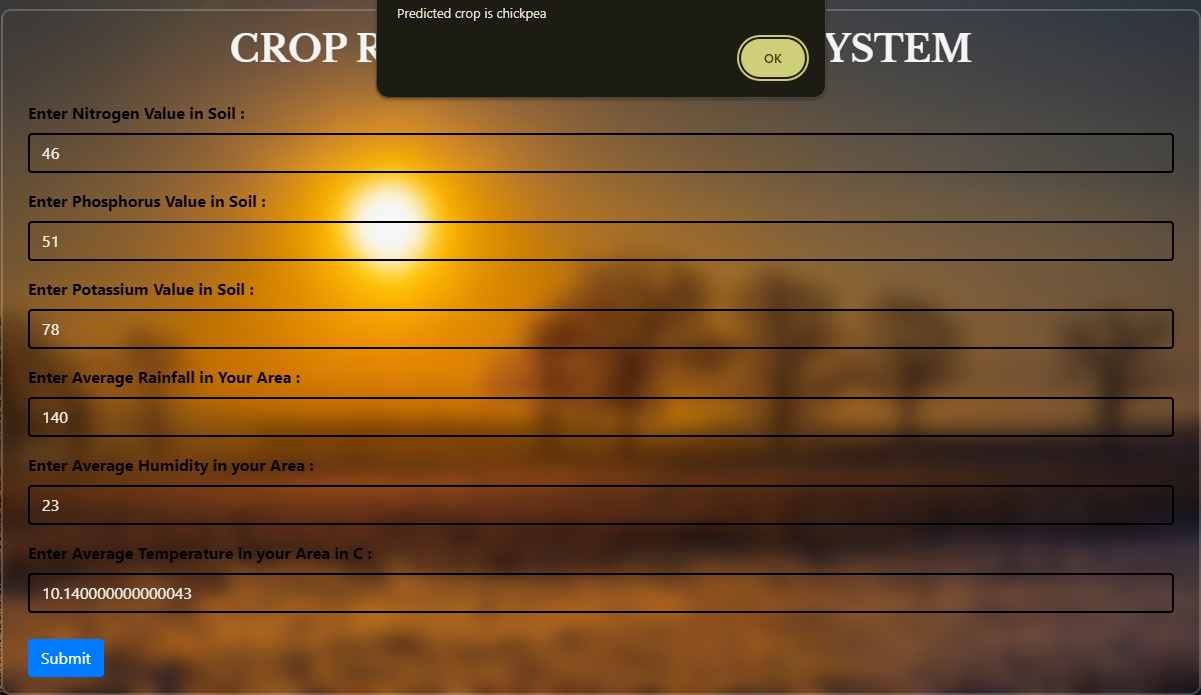 Predicted crop is chickpea
OK
CROP YSTEM
Enter Nitrogen Value in Soil :
46
Enter Phosphorus Value in Soil :
51
Enter Potassium Value in Soil :
78
Enter Average Rainfall in Your Area :
140
Enter Average Humidity in your Area :
23
Enter Average Temperature in your Area in C :
10.140000000000043
Submit